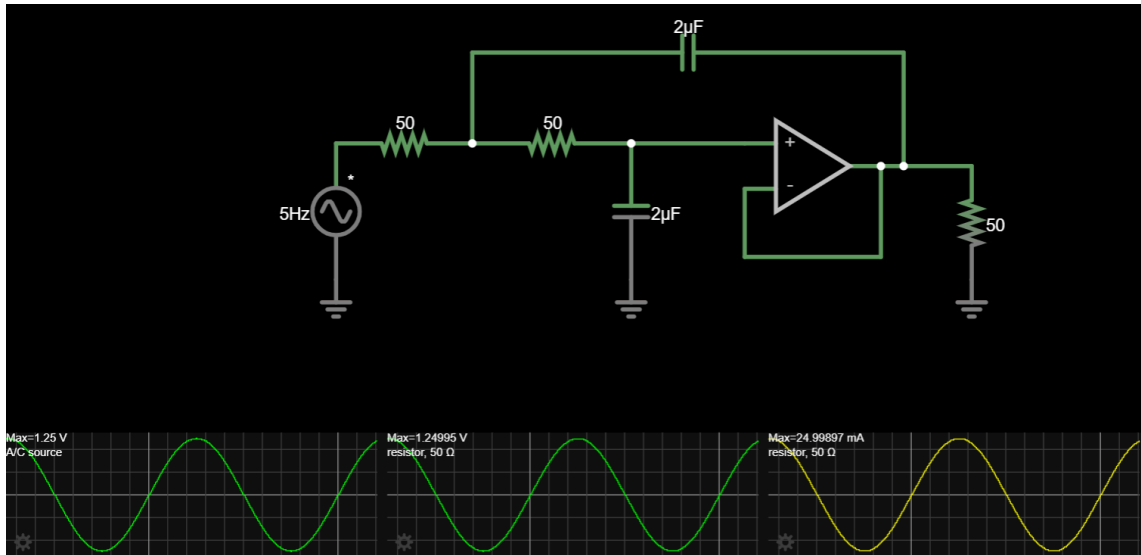 2µF
50
50
+
-
*
5Hz
2µF
50
Max=1.25 V
A/C source
Max=1.24995 V
resistor, 50 Ω
Max=24.99897 mA
resistor, 50 Ω